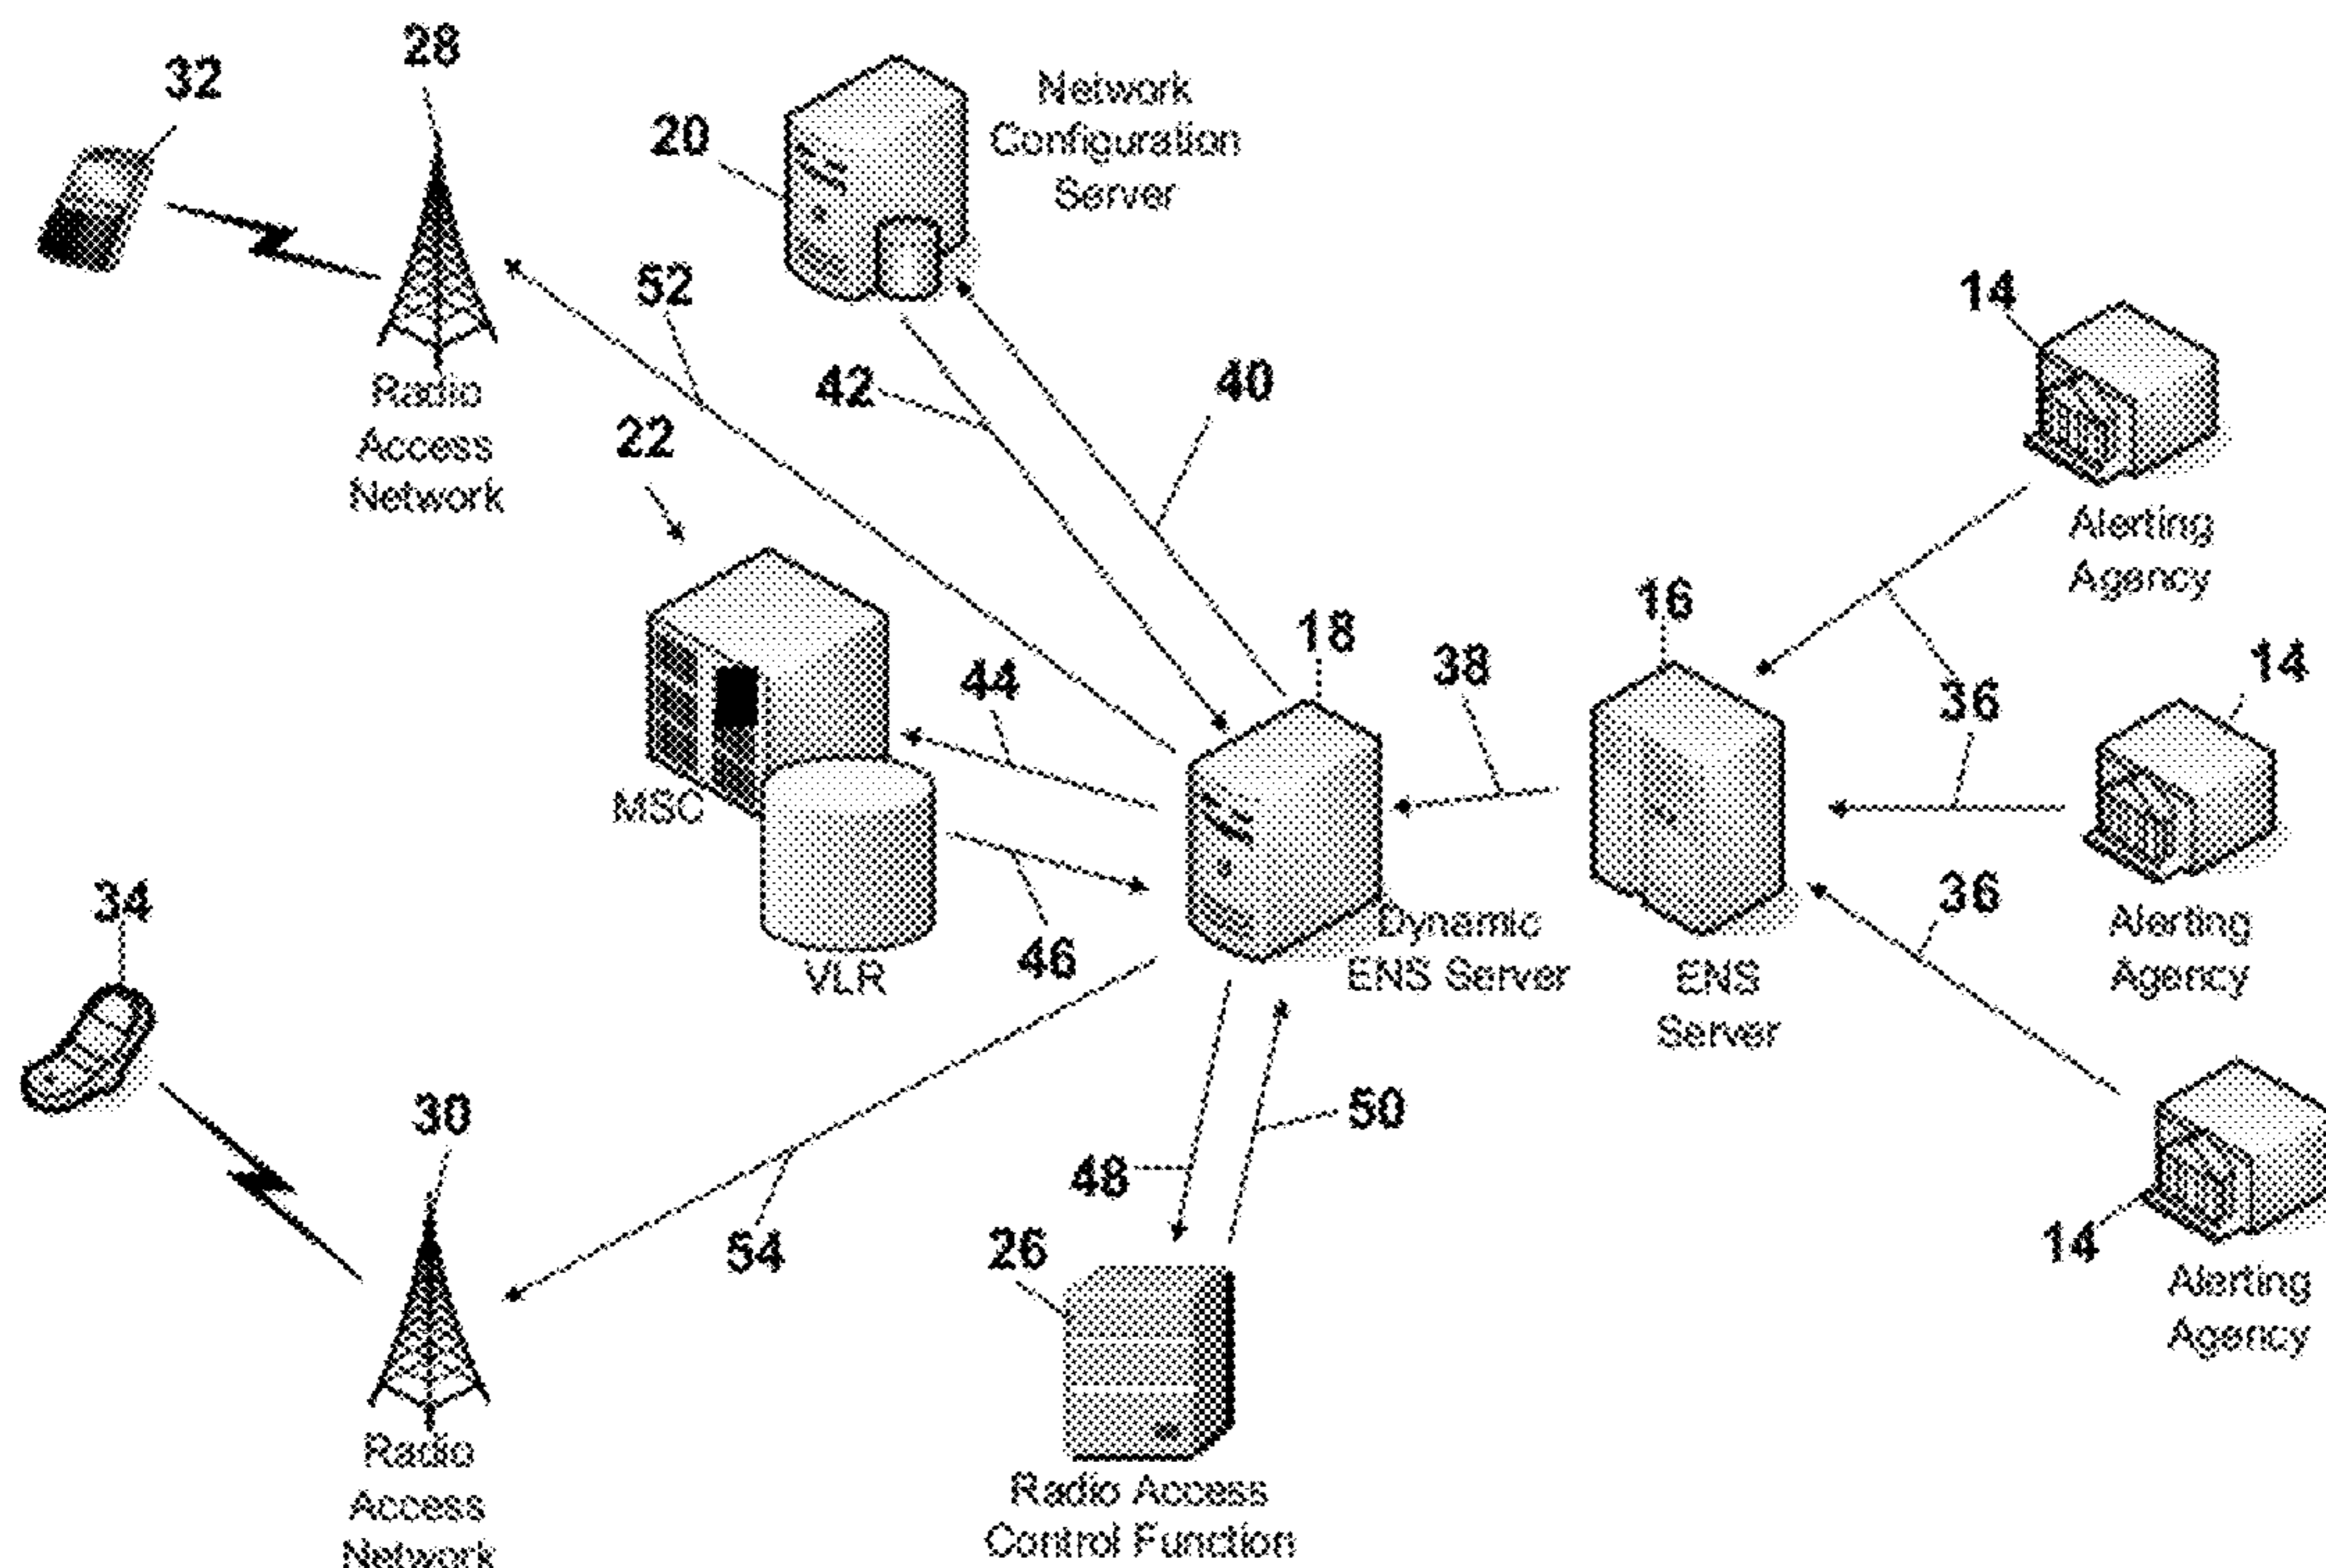 32
28
20
Network
Configuration
Server
52
42
40
Radio
Access
Network
22
14
Alerting
Agency
16
18
38
44
36
14
MSC
46
VLR
Dynamic
ENS Server
ENS
Server
36
Alerting
Agency
34
30
50
48
54
26
14
Alerting
Agency
Radio
Access
Network
Radio Access
Control Function